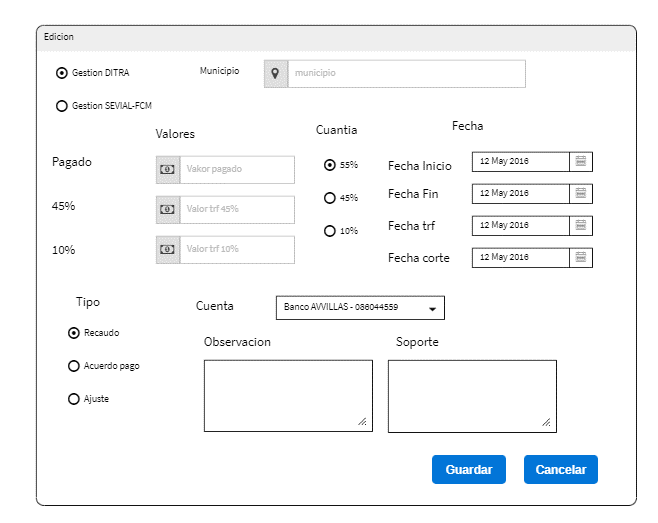 Edicion
Gestion DITRA
Municipio
municipio
Gestion SEVIAL-FCM
Valores
Cuantia
Fecha
Pagado
Vakor pagado
55%
Fecha Inicio
12 May 2016
45%
Valor trf 45%
45%
Fecha Fin
12 May 2016
10%
Valor trf 10%
10%
Fecha trf
12 May 2016
Fecha corte
12 May 2016
Tipo
Cuenta
Banco AVVILLAS - 086044559
Recaudo
Observacion
Soporte
Acuerdo pago
Ajuste
Guardar
Cancelar